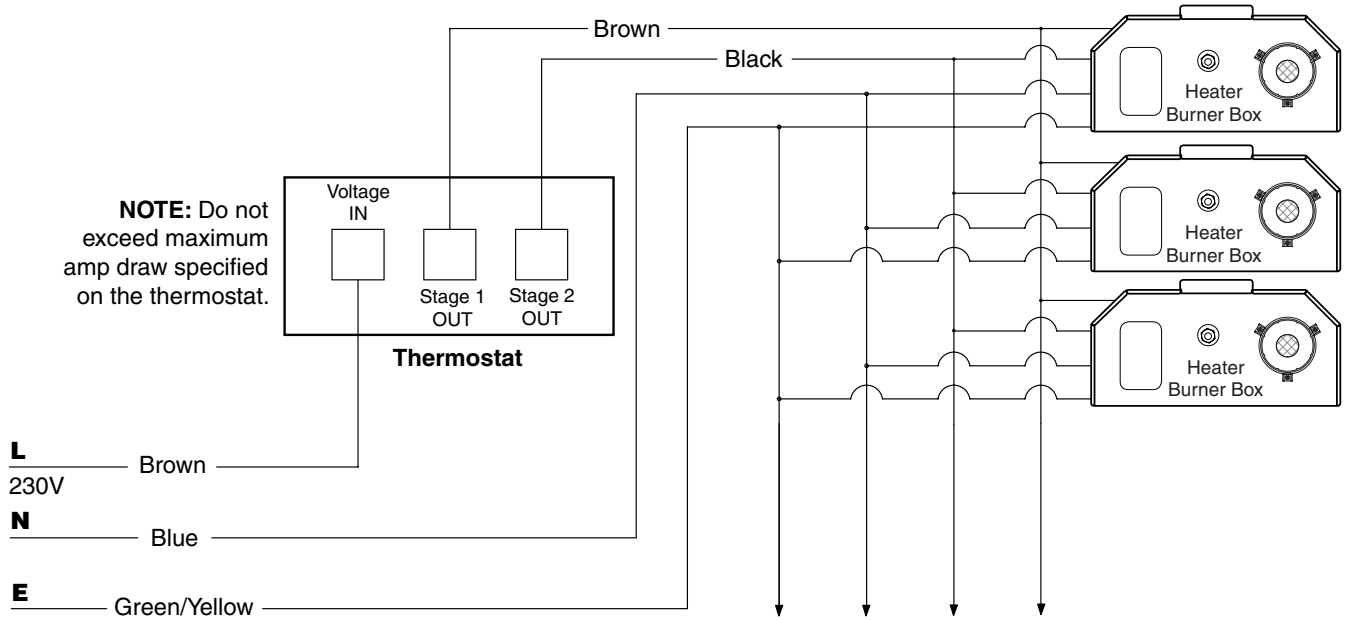 Brown
Black
Heater
Burner Box
NOTE: Do not
exceed maximum
amp draw specified
on the thermostat.
Voltage
IN
Stage 1
OUT
Stage 2
OUT
Thermostat
Heater
Burner Box
Heater
Burner Box
L
Brown
230V
N
Blue
E
Green/Yellow